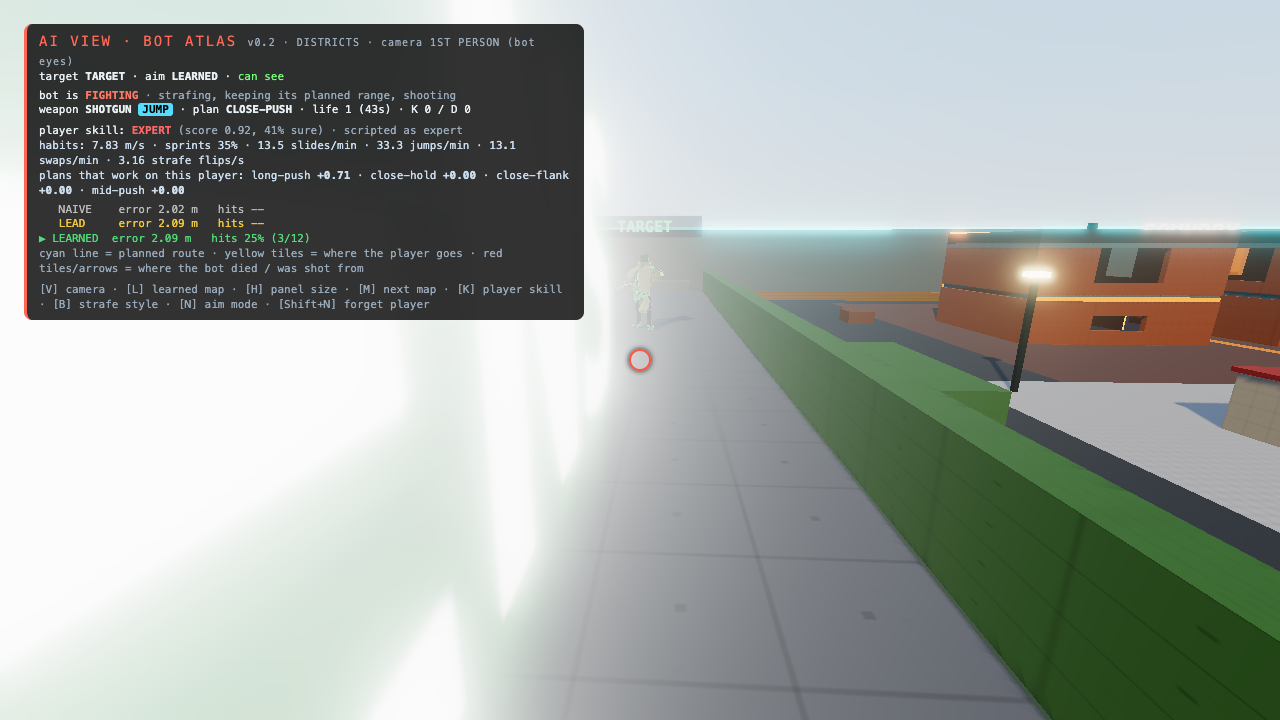 AI VIEW · BOT ATLAS v0.2 · DISTRICTS · camera 1ST PERSON (bot
eyes)
target TARGET · aim LEARNED · can see
bot is FIGHTING · strafing, keeping its planned range, shooting
weapon SHOTGUN JUMP · plan CLOSE–PUSH · life 1 (43s) · K 0 / D 0
player skill: EXPERT (score 0.92, 41% sure) · scripted as expert
habits: 7.83 m/s · sprints 35% · 13.5 slides/min · 33.3 jumps/min · 13.1
swaps/min · 3.16 strafe flips/s
plans that work on this player: long-push +0.71 · close-hold +0.00 · close-flank
+0.00 · mid-push +0.00
NAIVE error 2.02 m hits ––
LEAD error 2.09 m hits ––
▶ LEARNED error 2.09 m hits 25% (3/12)
cyan line = planned route · yellow tiles = where the player goes · red
tiles/arrows = where the bot died / was shot from
[V] camera · [L] learned map · [H] panel size · [M] next map · [K] player skill
· [B] strafe style · [N] aim mode · [Shift+N] forget player
TARGET